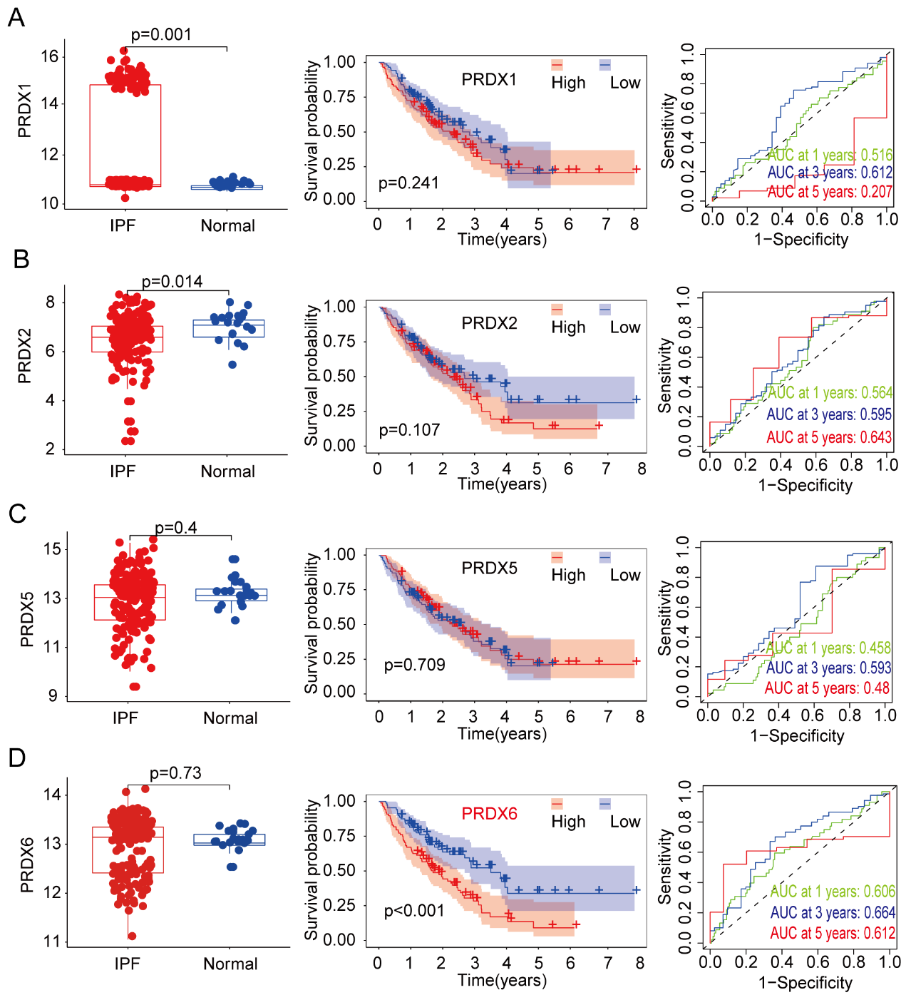 A
PRDX1
16
14
12
10
p=0.001
IPF
Normal
Survival probability
1.00
0.75
0.50
0.25
0.00
PRDX1
High
Low
p=0.241
0 1 2 3 4 5 6 7 8
Time(years)
Sensitivity
0.0 0.2 0.4 0.6 0.8 1.0
AUC at 1 years: 0.516
AUC at 3 years: 0.612
AUC at 5 years: 0.207
0.0 0.2 0.4 0.6 0.8 1.0
1−Specificity
B
PRDX2
8
6
4
2
p=0.014
IPF
Normal
Survival probability
1.00
0.75
0.50
0.25
0.00
PRDX2
High
Low
p=0.107
0 1 2 3 4 5 6 7 8
Time(years)
Sensitivity
0.0 0.2 0.4 0.6 0.8 1.0
AUC at 1 years: 0.564
AUC at 3 years: 0.595
AUC at 5 years: 0.643
0.0 0.2 0.4 0.6 0.8 1.0
1−Specificity
C
PRDX5
15
13
11
9
p=0.4
IPF
Normal
Survival probability
1.00
0.75
0.50
0.25
0.00
PRDX5
High
Low
p=0.709
0 1 2 3 4 5 6 7 8
Time(years)
Sensitivity
0.0 0.2 0.4 0.6 0.8 1.0
AUC at 1 years: 0.458
AUC at 3 years: 0.593
AUC at 5 years: 0.48
0.0 0.2 0.4 0.6 0.8 1.0
1−Specificity
D
PRDX6
14
13
12
11
p=0.73
IPF
Normal
Survival probability
1.00
0.75
0.50
0.25
0.00
PRDX6
High
Low
p<0.001
0 1 2 3 4 5 6 7 8
Time(years)
Sensitivity
0.0 0.2 0.4 0.6 0.8 1.0
AUC at 1 years: 0.606
AUC at 3 years: 0.664
AUC at 5 years: 0.612
0.0 0.2 0.4 0.6 0.8 1.0
1−Specificity